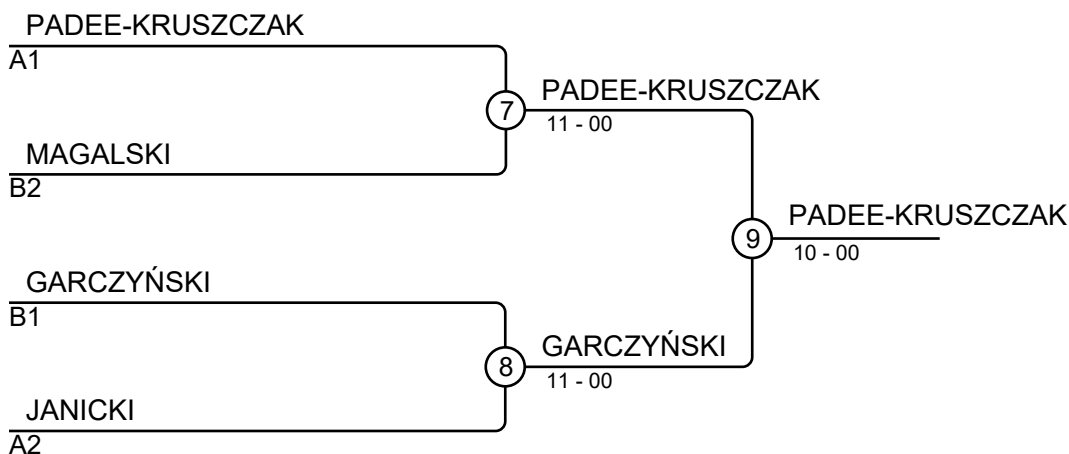 PADEE-KRUSZCZAK
A1
7
PADEE-KRUSZCZAK
11 - 00
MAGALSKI
B2
9
PADEE-KRUSZCZAK
10 - 00
GARCZYŃSKI
B1
8
GARCZYŃSKI
11 - 00
JANICKI
A2